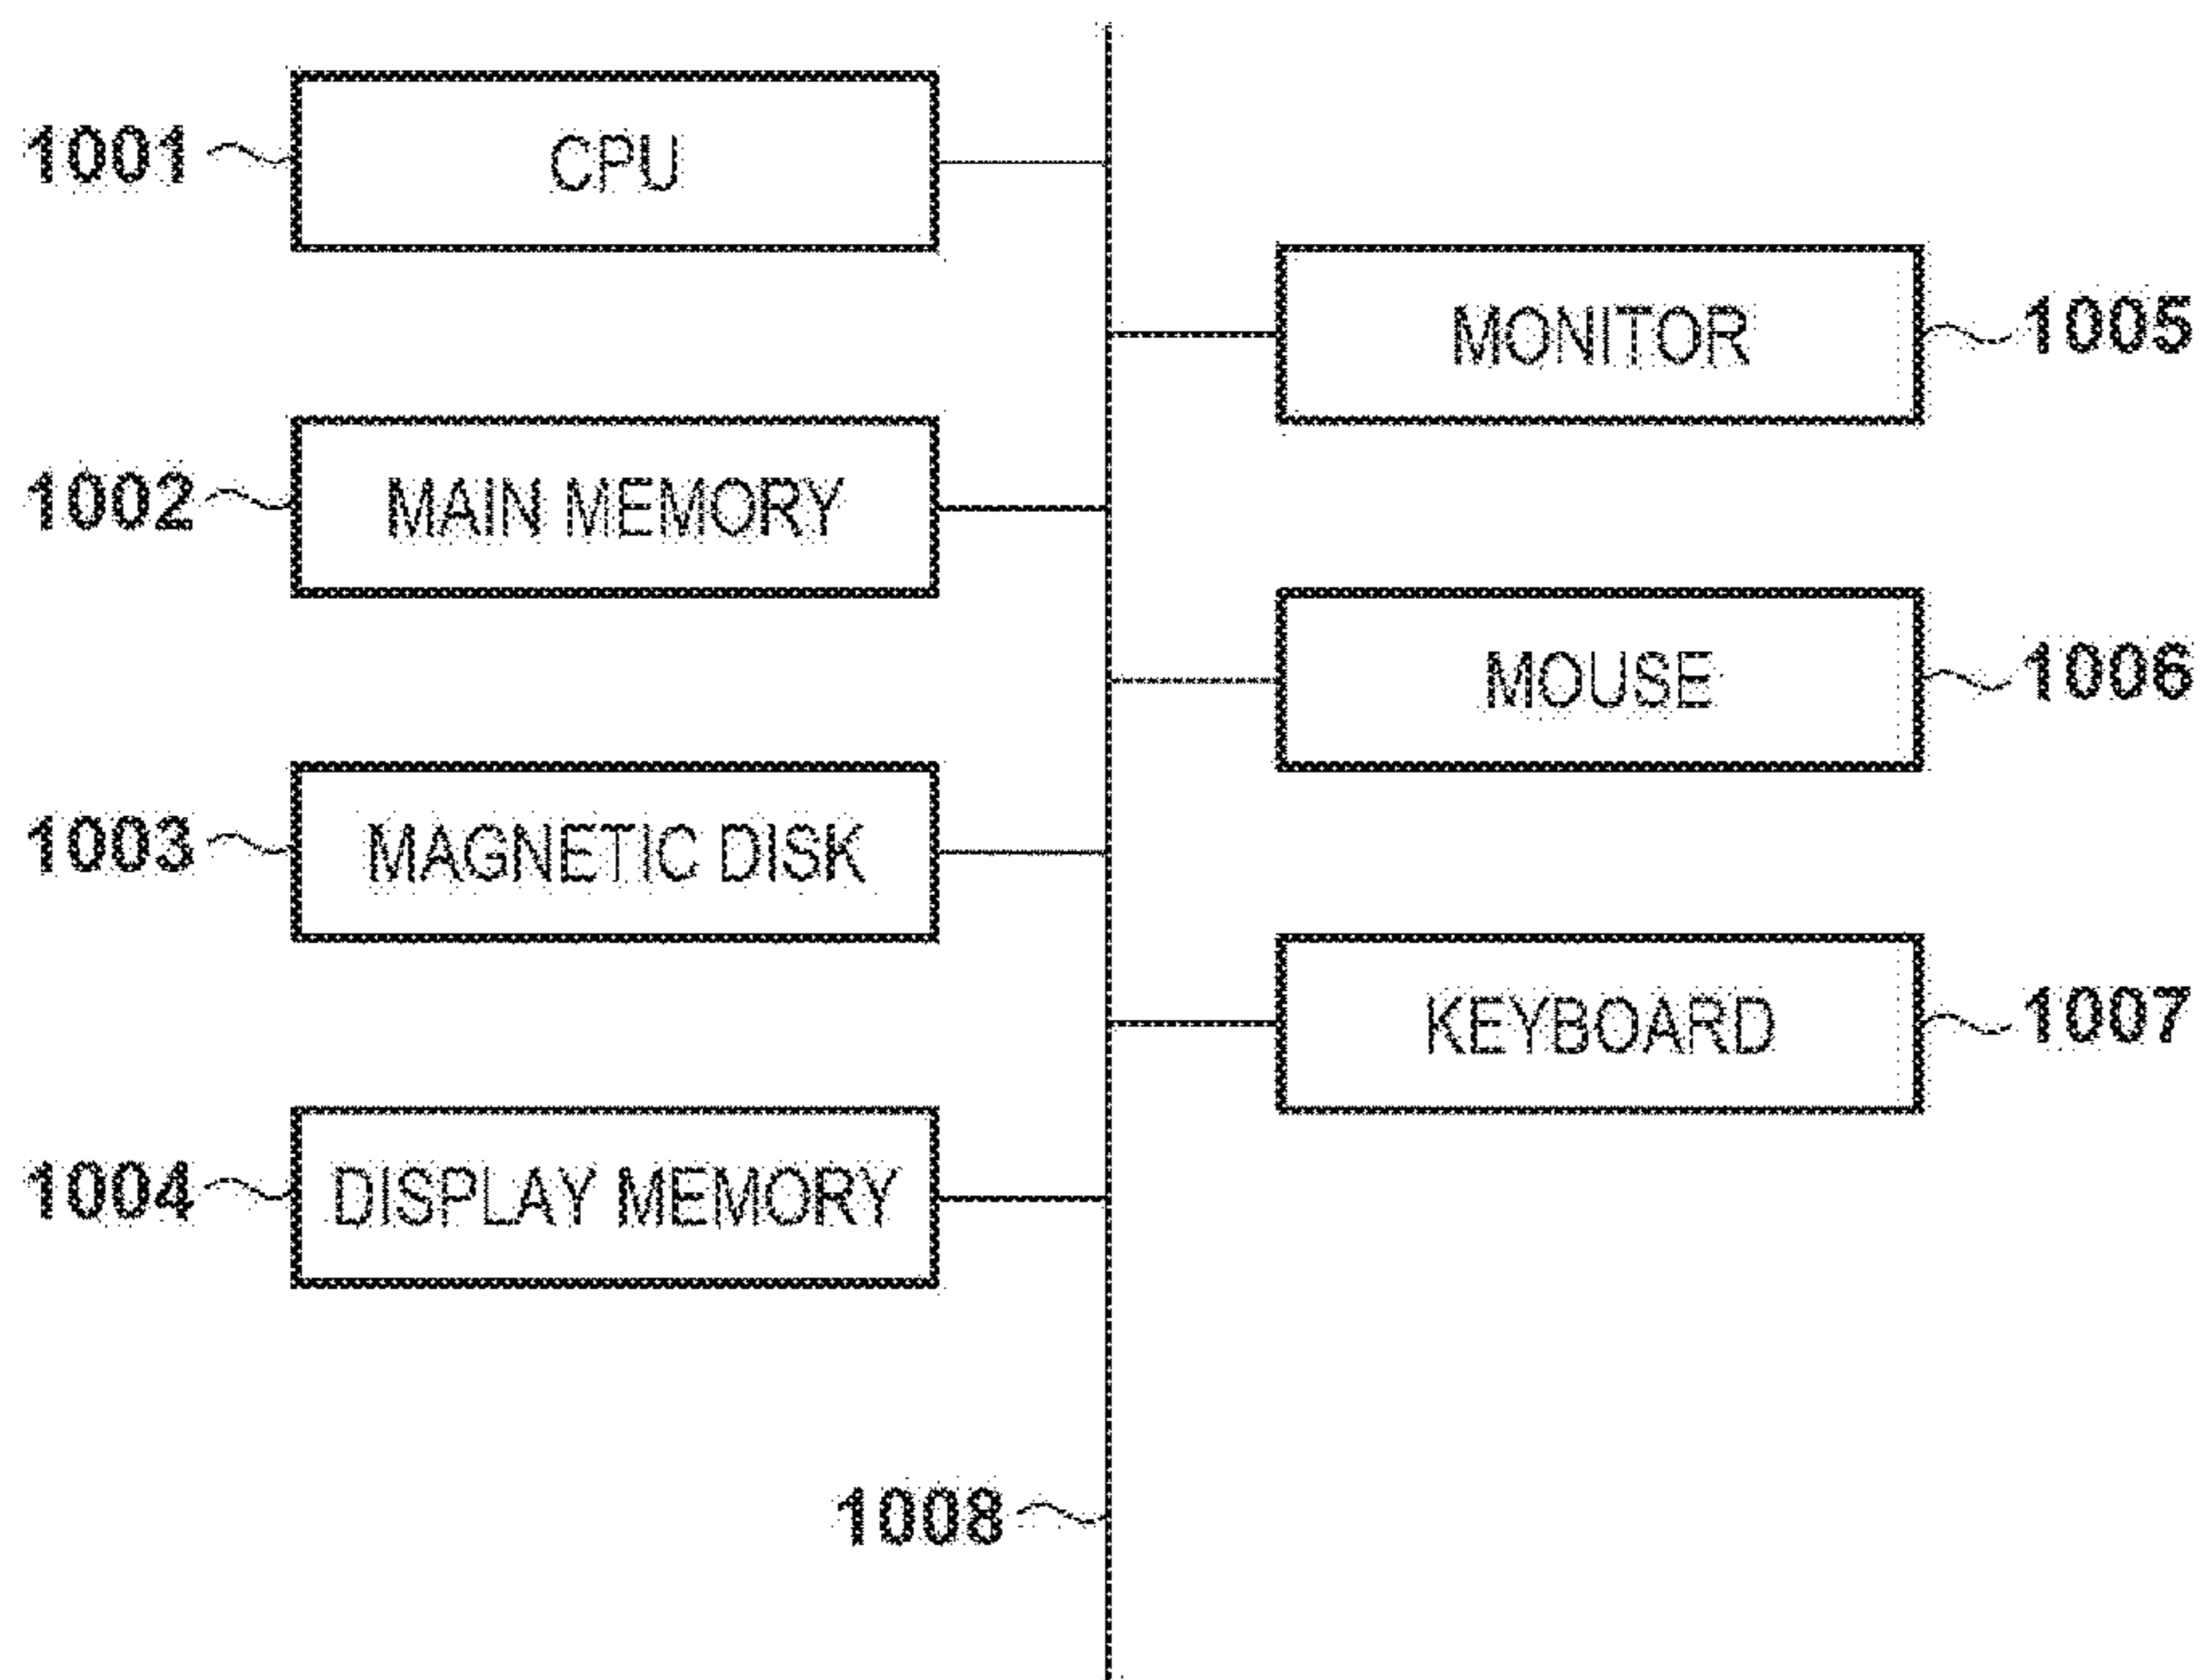 1001 CPU
MONITOR 1005
1002 MAIN MEMORY
MOUSE 1006
1003 MAGNETIC DISK
KEYBOARD 1007
1004 DISPLAY MEMORY
1008